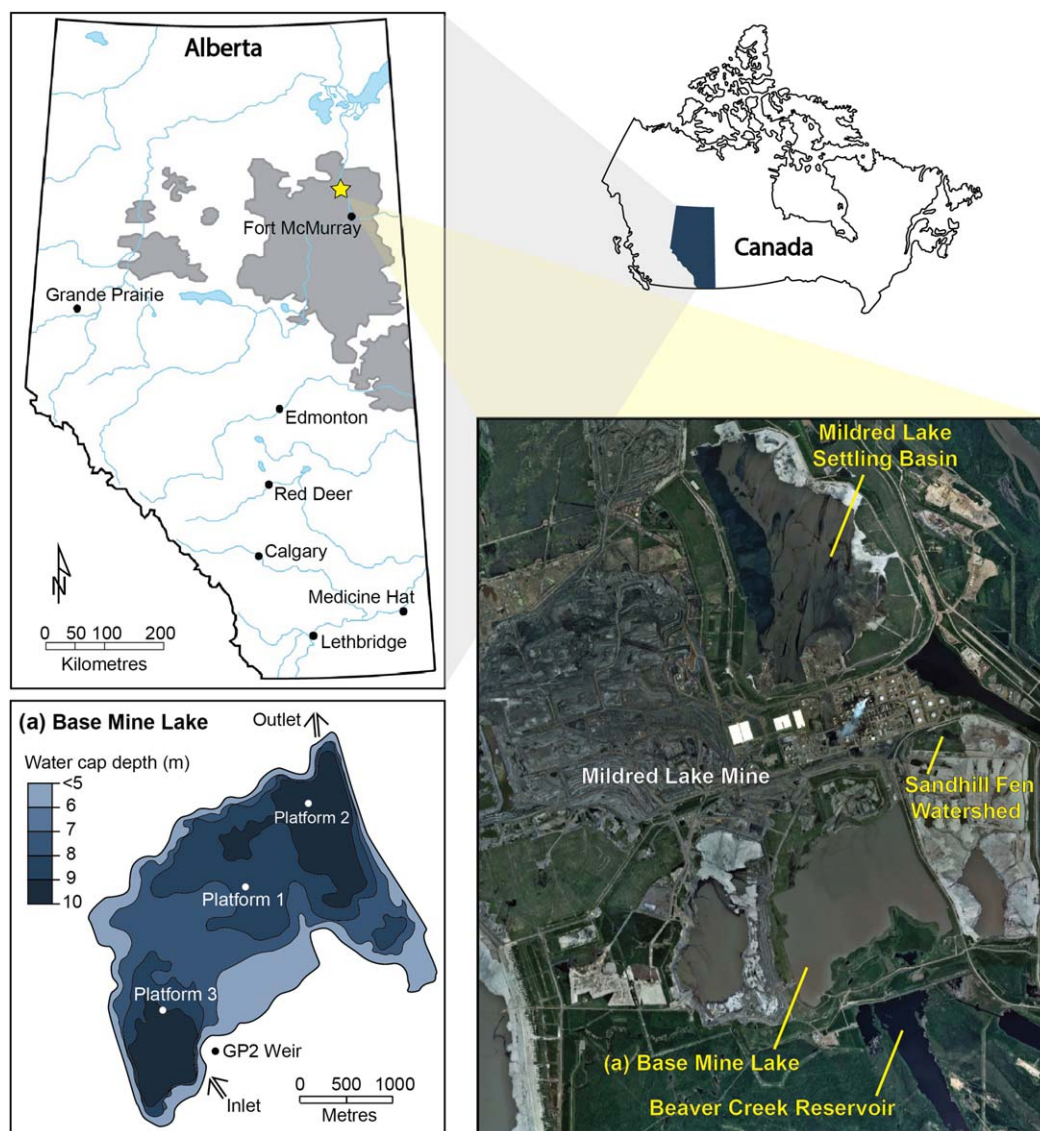 Alberta
Fort McMurray
Grande Prairie
Edmonton
Red Deer
Calgary
Medicine Hat
Lethbridge
N
0 50 100 200
Kilometres
Canada
(a) Base Mine Lake
Outlet
Water cap depth (m)
<5
6
7
8
9
10
Platform 2
Platform 1
Platform 3
GP2 Weir
Inlet
0 500 1000
Metres
Mildred Lake
Settling Basin
Mildred Lake Mine
Sandhill Fen
Watershed
(a) Base Mine Lake
Beaver Creek Reservoir